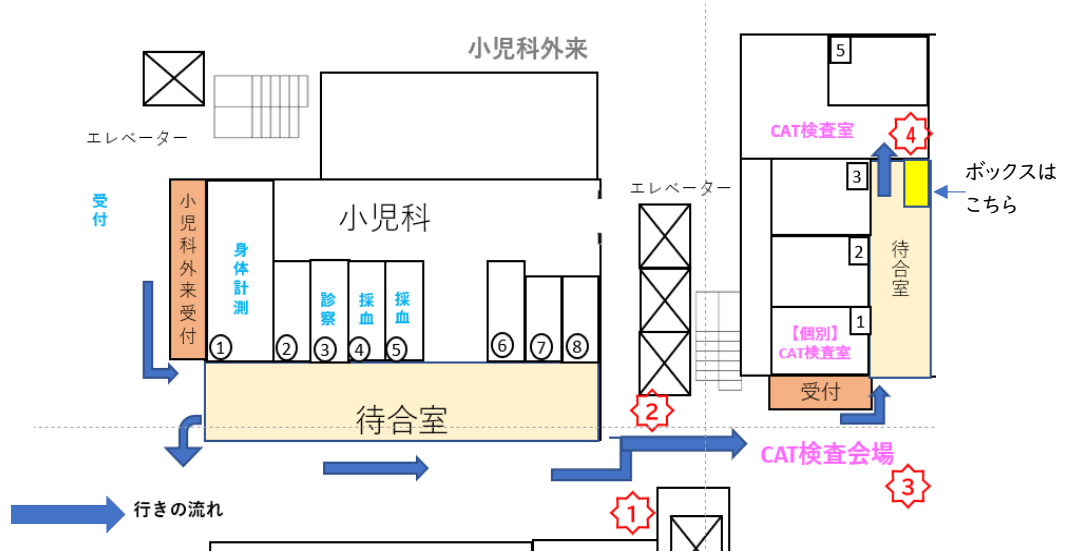 小児科外来
エレベーター
受付
小児科外来受付
身体計測
小児科
診察
採血
採血
①
②
③
④
⑤
⑥
⑦
⑧
待合室
エレベーター
5
CAT検査室
4
3
2
1
待合室
ボックスは
こちら
【個別】
CAT検査室
受付
2
CAT検査会場
3
1
行きの流れ